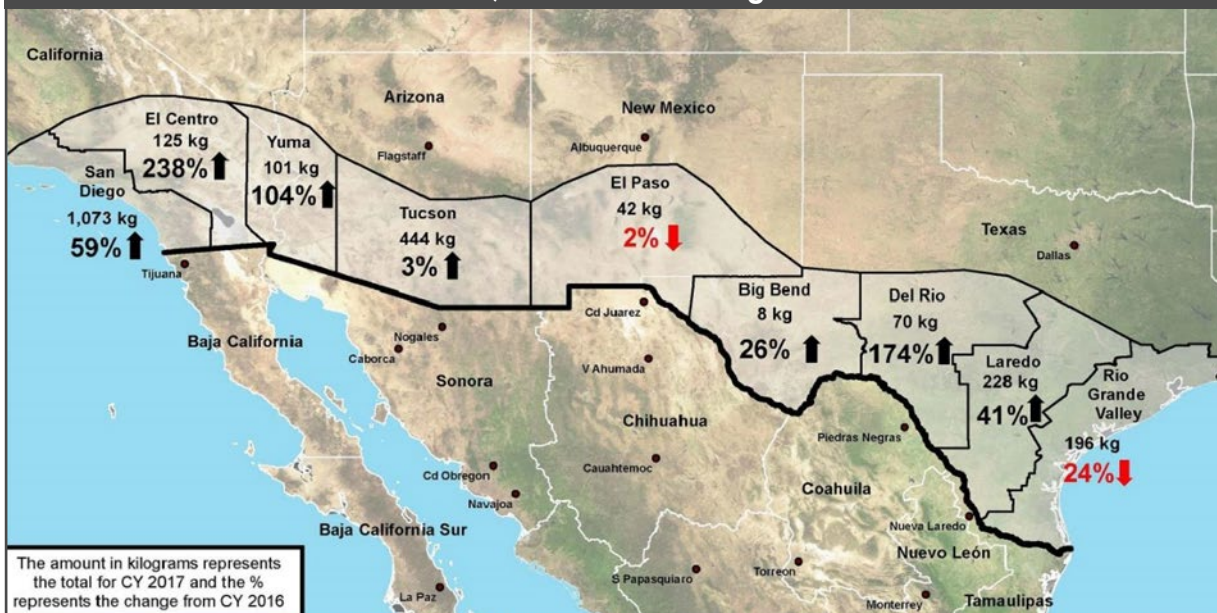 California
El Centro
125 kg
238%
San
Diego
1,073 kg
59%
Yuma
101 kg
104%
Arizona
Flagstaff
Tucson
444 kg
3%
New Mexico
Albuquerque
El Paso
42 kg
2%
Texas
Dallas
Big Bend
8 kg
26%
Del Rio
70 kg
174%
Laredo
228 kg
41%
Rio
Grande
Valley
196 kg
24%
Tijuana
Baja California
Nogales
Caborca
Sonora
Cd Juarez
V Ahumada
Chihuahua
Cauahtemoc
Piedras Negras
Coahuila
Cd Obregon
Navajoa
Baja California Sur
La Paz
S Papasquiaro
Torreon
Nueva Laredo
Nuevo León
Monterrey
Tamaulipas
The amount in kilograms represents
the total for CY 2017 and the %
represents the change from CY 2016